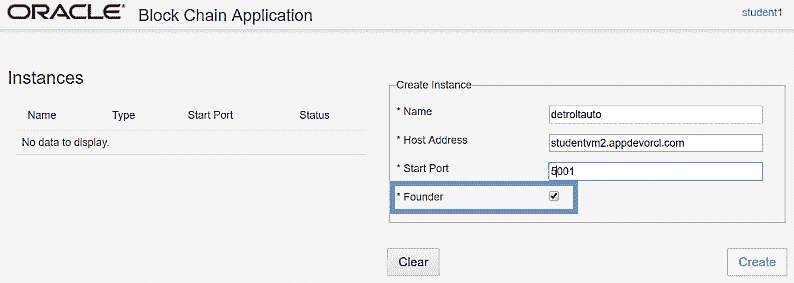 ORACLE® Block Chain Application
student1
Instances
Name Type Start Port Status
No data to display.
Create Instance
* Name detroitauto
* Host Address studentvm2.appdevorcl.com
* Start Port 5001
* Founder
Clear Create